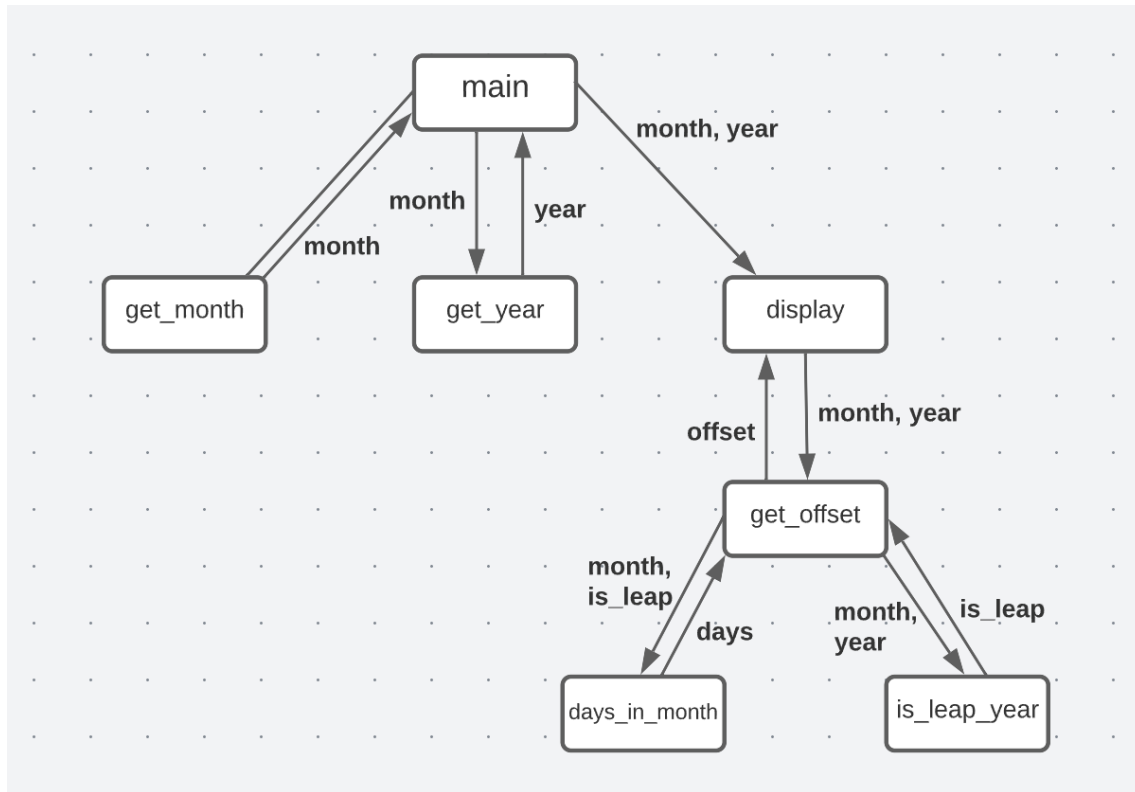 main
month, year
month
year
month
get_month
get_year
display
month, year
offset
get_offset
month,
is_leap
days
month,
year
is_leap
days_in_month
is_leap_year